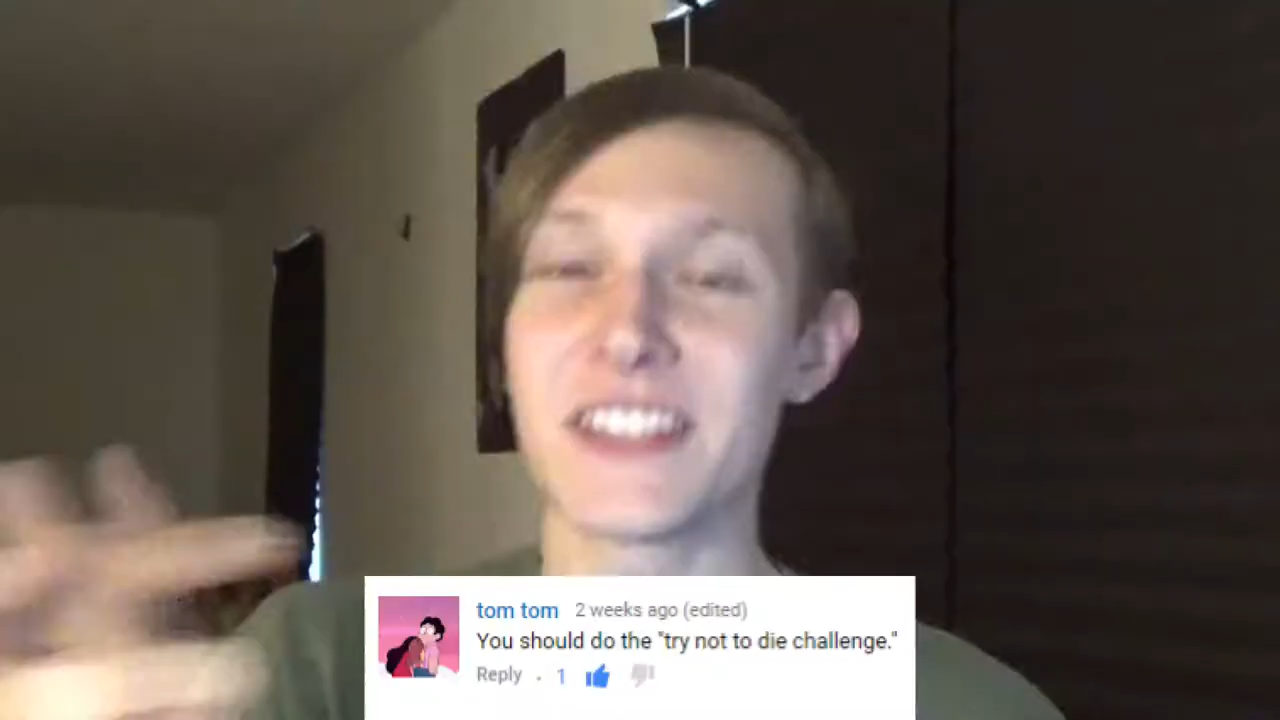 tom tom 2 weeks ago (edited)
You should do the "try not to die challenge."
Reply . 1